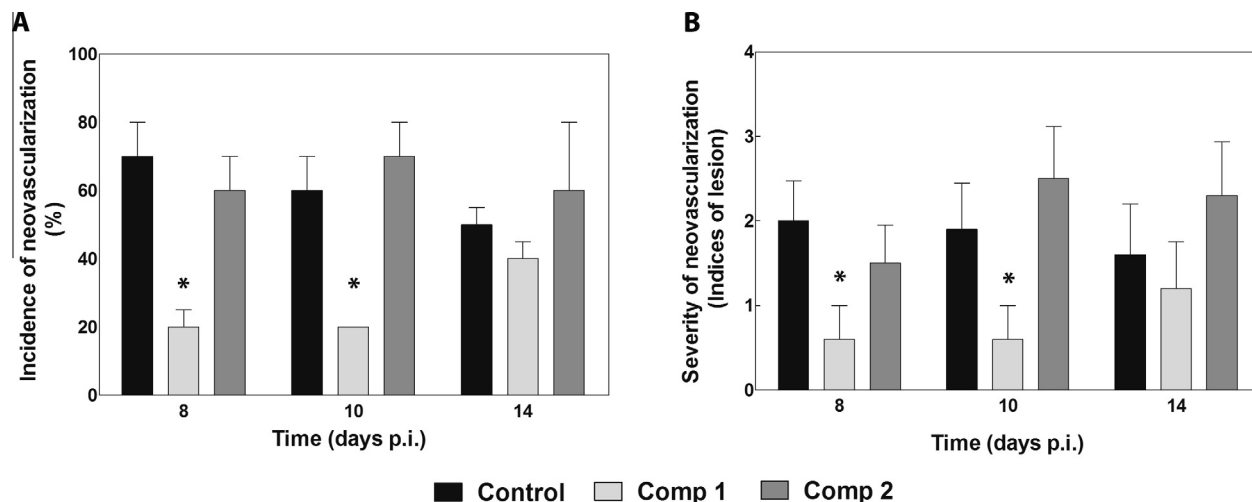 A
Incidence of neovascularization
(%)
100
80
60
40
20
0
*
*
8
10
14
Time (days p.i.)
B
Severity of neovascularization
(Indices of lesion)
4
3
2
1
0
*
*
8
10
14
Time (days p.i.)
Control
Comp 1
Comp 2